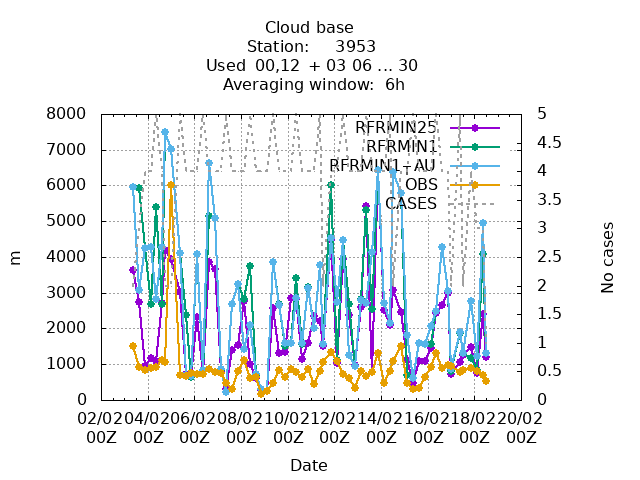 Cloud base
Station: 3953
Used 00,12 + 03 06 ... 30
Averaging window: 6h
8000
7000
6000
5000
4000
3000
2000
1000
0
m
5
4.5
4
3.5
3
2.5
2
1.5
1
0.5
0
No cases
RFRMIN25
RFRMIN1
RFRMIN1+AU
OBS
CASES
02/02 04/02 06/02 08/02 10/02 12/02 14/02 16/02 18/02 20/02
00Z 00Z 00Z 00Z 00Z 00Z 00Z 00Z 00Z 00Z
Date